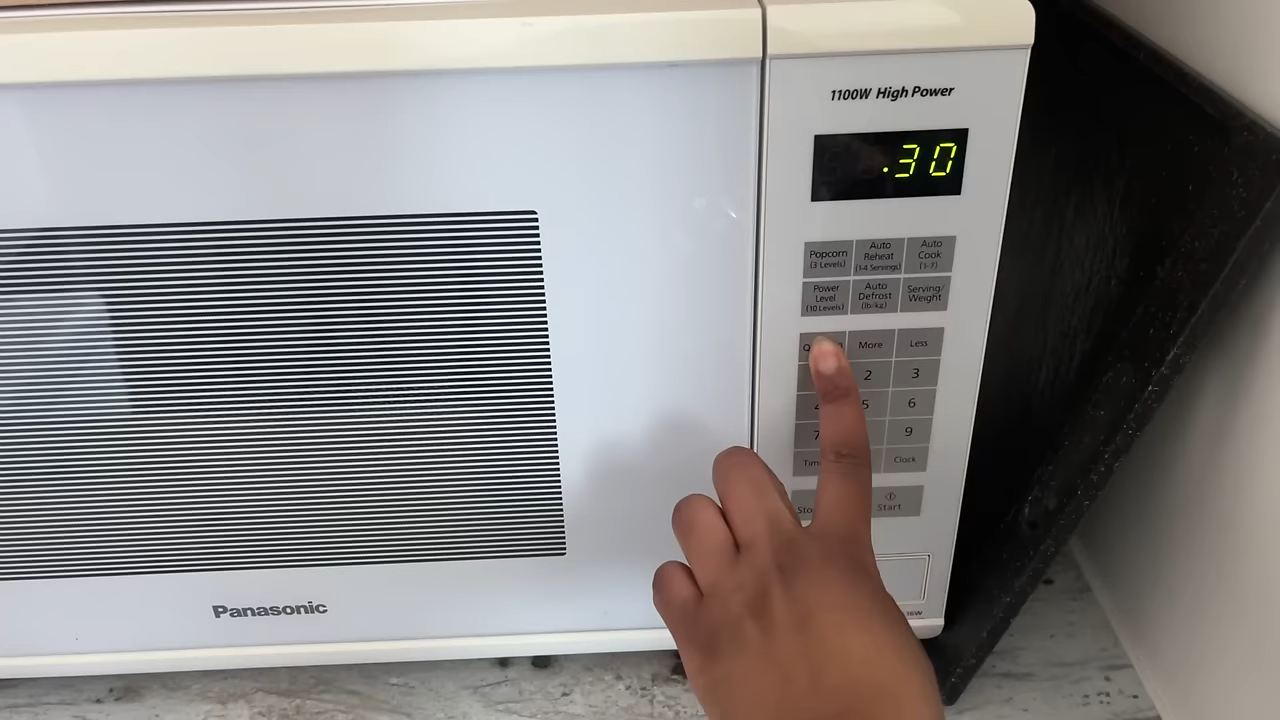 1100W High Power
.30
Popcorn
(3 Levels)
Auto
Reheat
(1-4 Servings)
Auto
Cook
(1-7)
Power
Level
(10 Levels)
Auto
Defrost
(lb/kg)
Serving/
Weight
More
Less
2
3
4
5
6
7
9
Clock
Start
Panasonic